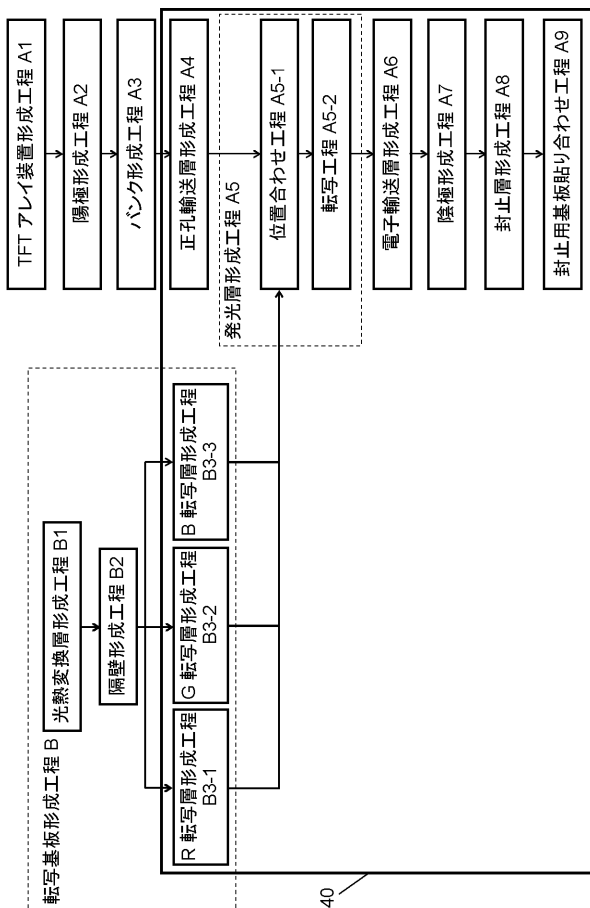 転写基板形成工程 B
光熱変換層形成工程 B1
隔壁形成工程 B2
R 転写層形成工程
B3-1
G 転写層形成工程
B3-2
B 転写層形成工程
B3-3
TFT アレイ装置形成工程 A1
陽極形成工程 A2
バンク形成工程 A3
正孔輸送層形成工程 A4
発光層形成工程 A5
位置合わせ工程 A5-1
転写工程 A5-2
電子輸送層形成工程 A6
陰極形成工程 A7
封止層形成工程 A8
封止用基板貼り合わせ工程 A9
40